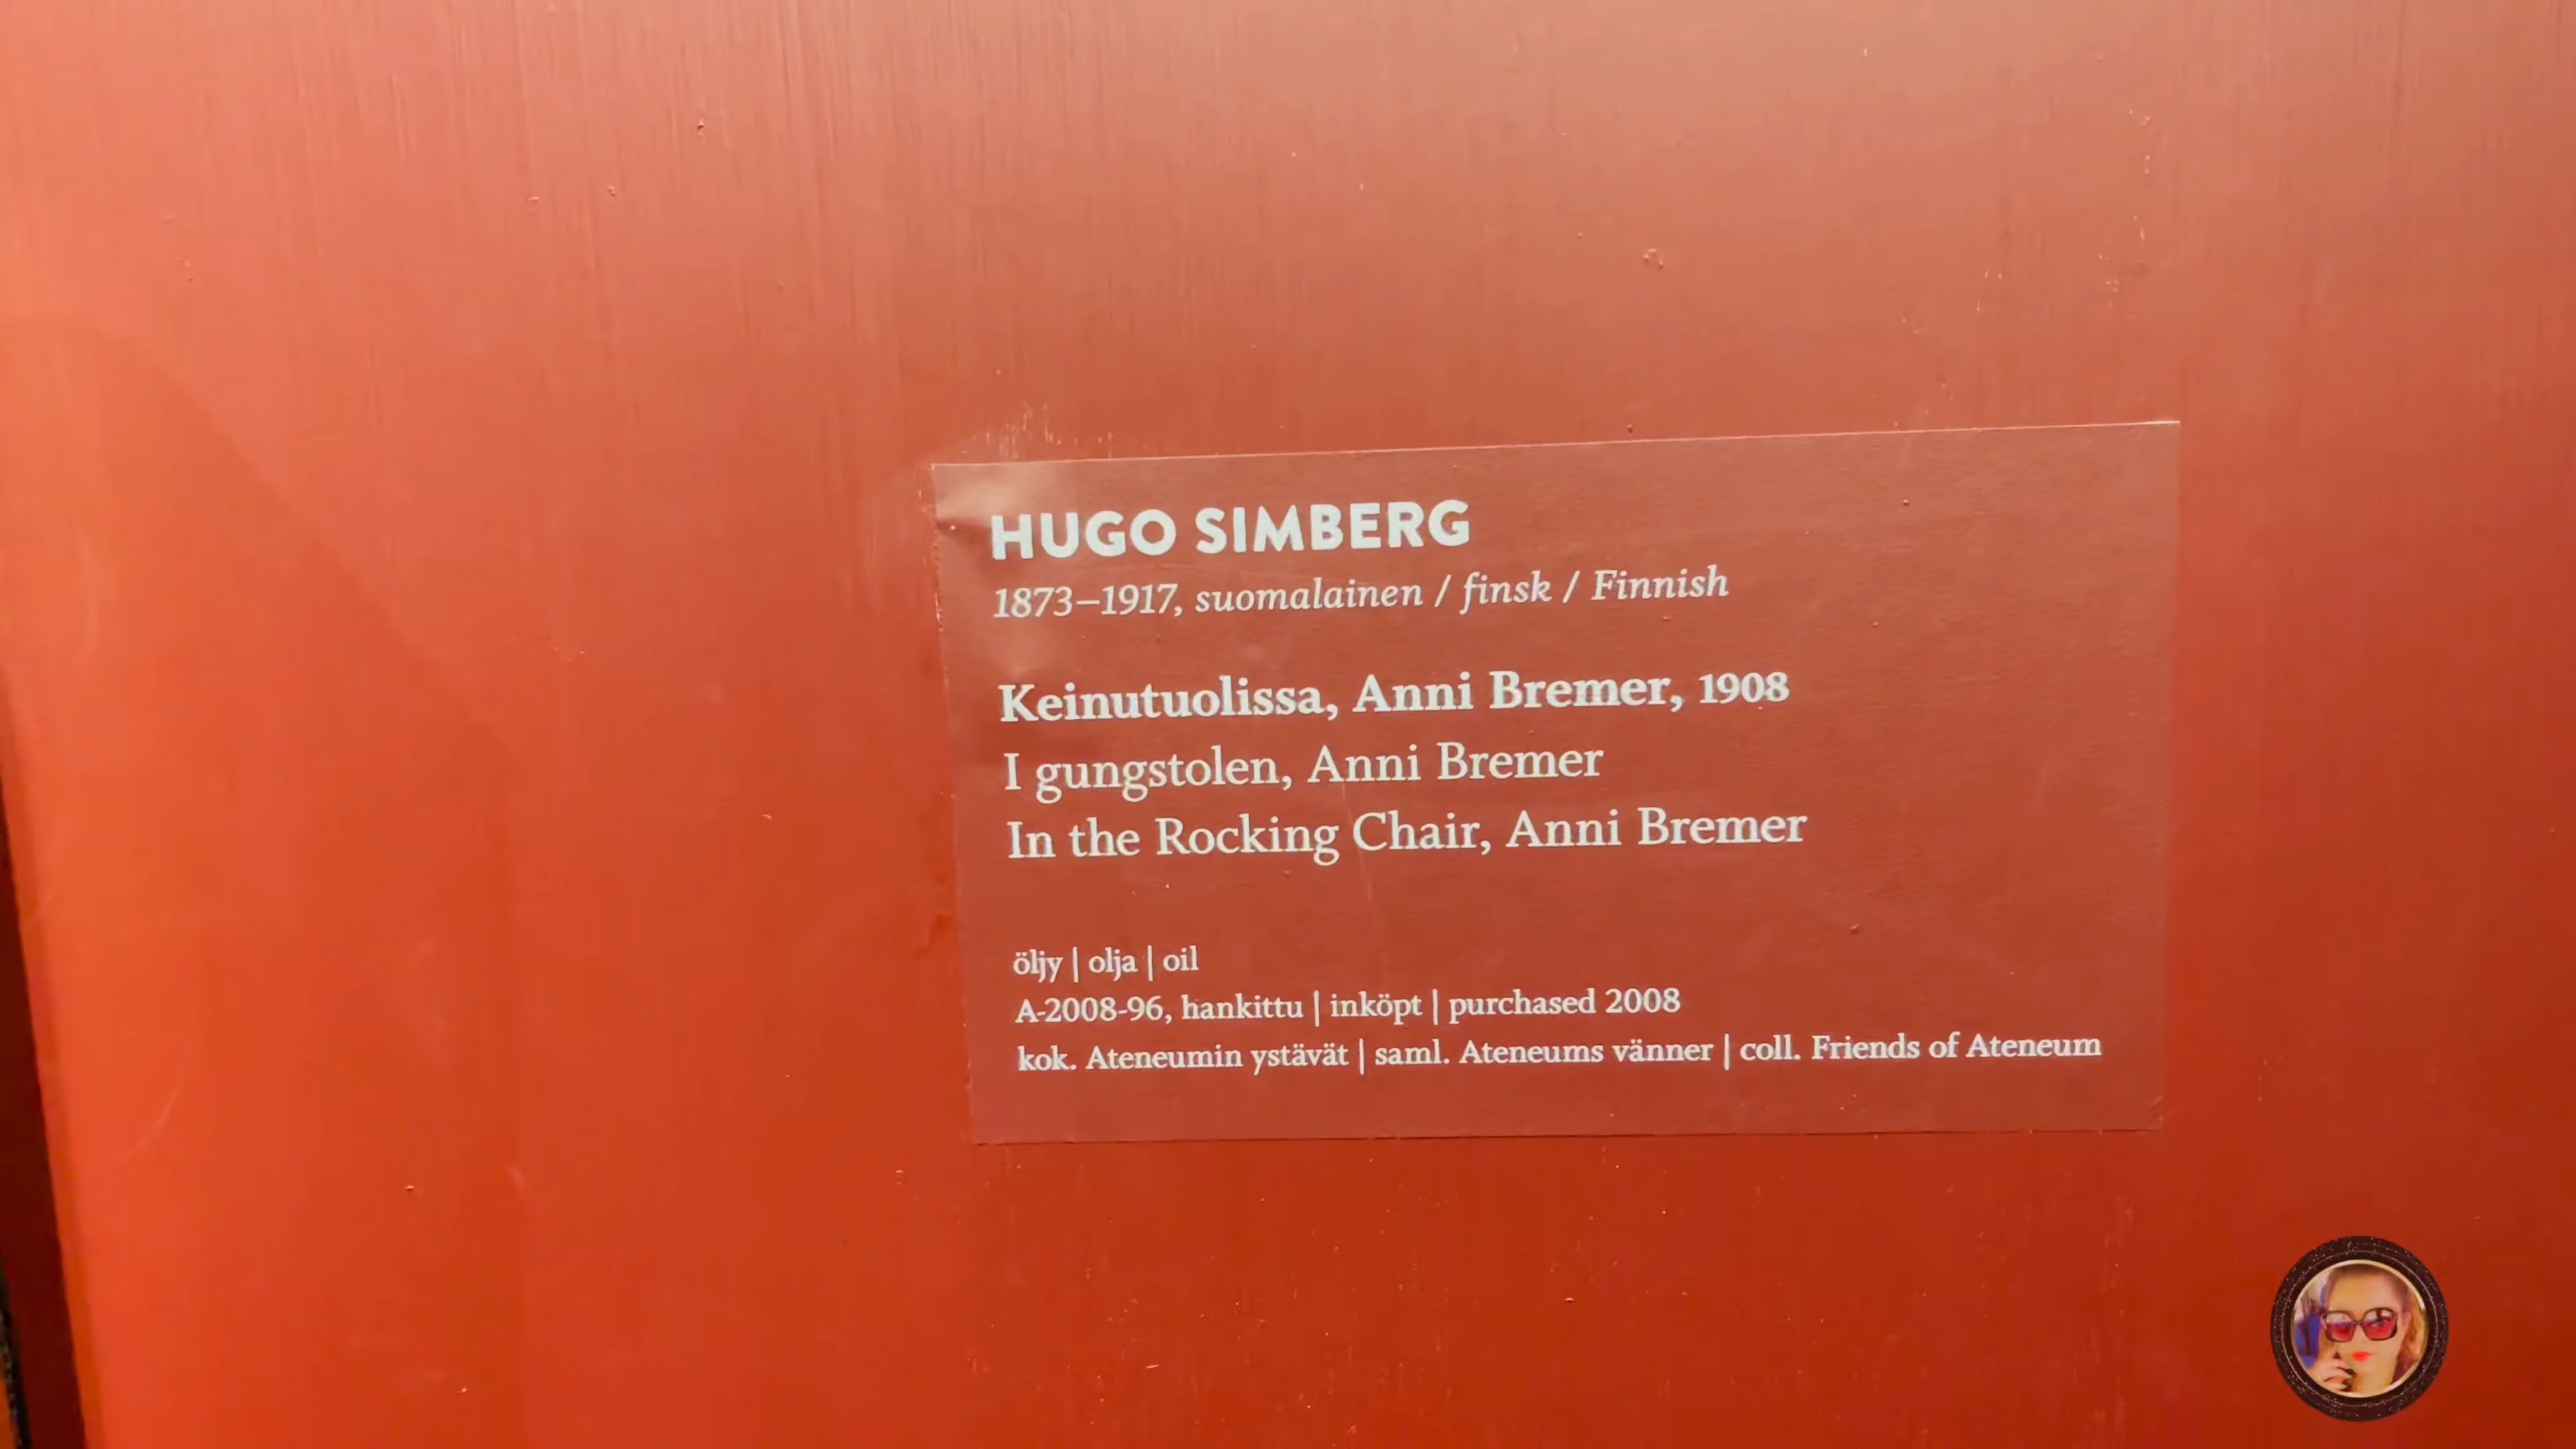 HUGO SIMBERG
1873–1917, suomalainen / finsk / Finnish
Keinutuolissa, Anni Bremer, 1908
I gungstolen, Anni Bremer
In the Rocking Chair, Anni Bremer
öljy | olja | oil
A-2008-96, hankittu | inköpt | purchased 2008
kok. Ateneumin ystävät | saml. Ateneums vänner | coll. Friends of Ateneum